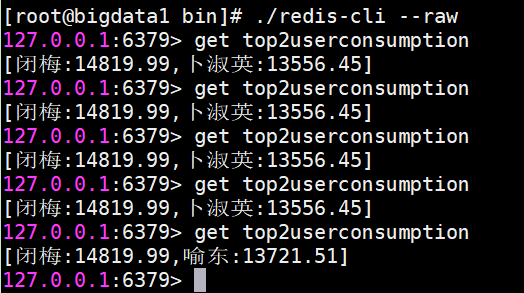 [root@bigdata1 bin]# ./redis-cli --raw
127.0.0.1:6379> get top2userconsumption
[闭梅:14819.99,卜淑英:13556.45]
127.0.0.1:6379> get top2userconsumption
[闭梅:14819.99,卜淑英:13556.45]
127.0.0.1:6379> get top2userconsumption
[闭梅:14819.99,卜淑英:13556.45]
127.0.0.1:6379> get top2userconsumption
[闭梅:14819.99,卜淑英:13556.45]
127.0.0.1:6379> get top2userconsumption
[闭梅:14819.99,喻东:13721.51]
127.0.0.1:6379>